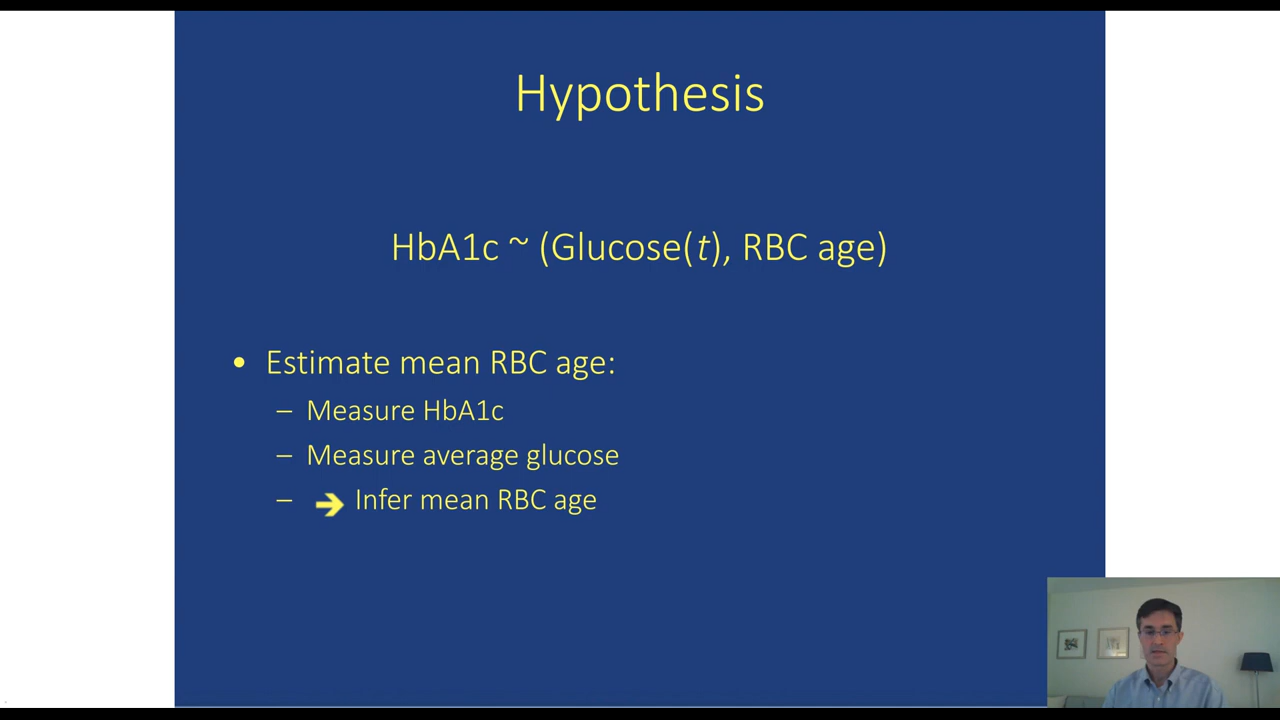 Hypothesis
HbA1c ~ (Glucose(t), RBC age)
• Estimate mean RBC age:
– Measure HbA1c
– Measure average glucose
– ➔ Infer mean RBC age